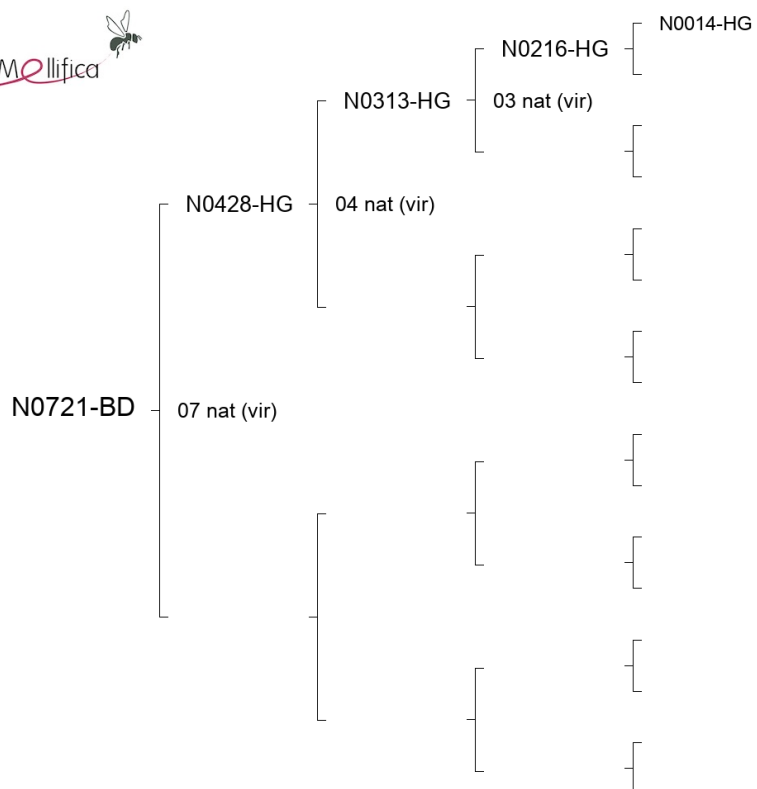 Mellifica
N0014-HG
N0216-HG
N0313-HG
03 nat (vir)
N0428-HG
04 nat (vir)
N0721-BD
07 nat (vir)